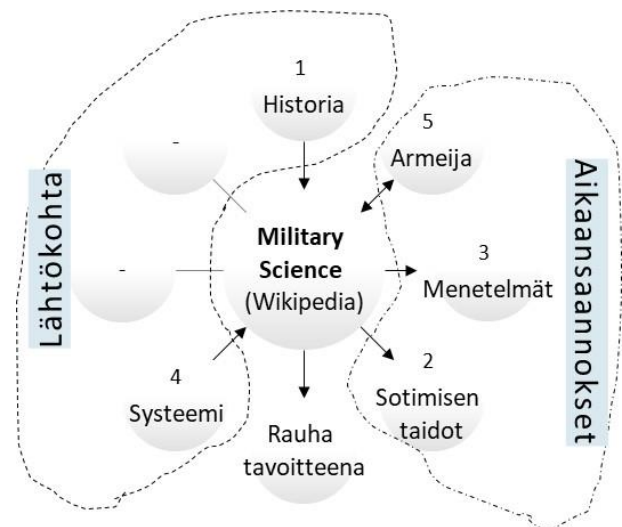 1
Historia
5
Armeija
-
-
Lähtökohta
Military
Science
(Wikipedia)
3
Menetelmät
Aikaansaannokset
4
Systeemi
2
Sotimisen
taidot
Rauha
tavoitteena